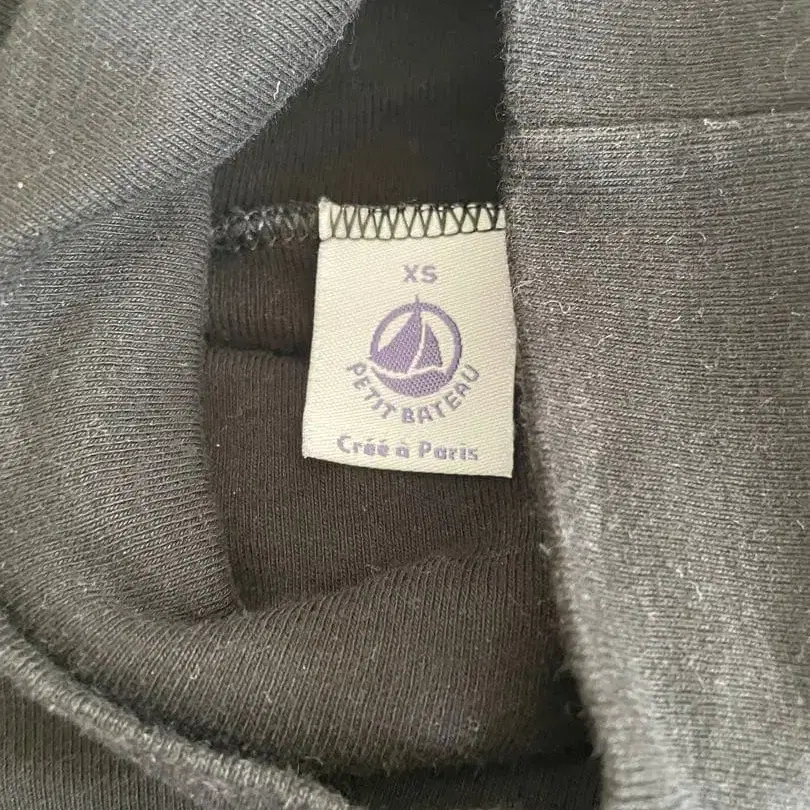 XS
PETIT BATEAU
Créé à Paris